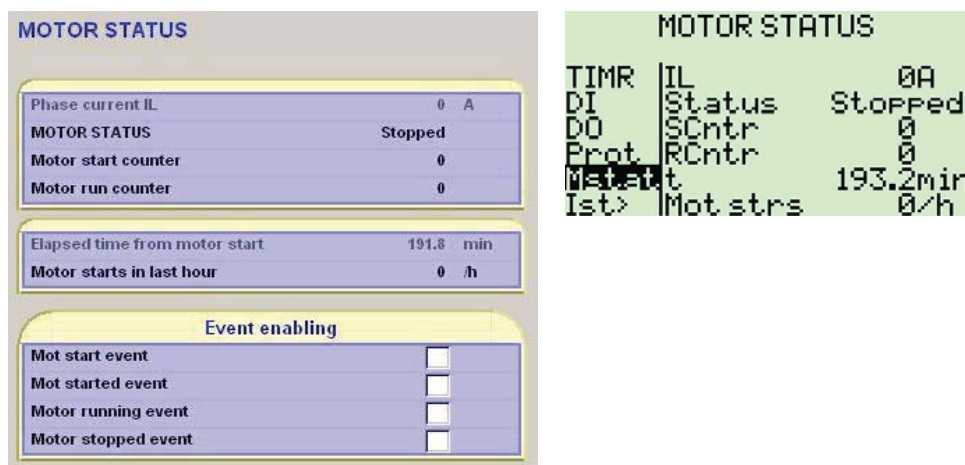 MOTOR STATUS
Phase current IL 0 A
MOTOR STATUS Stopped
Motor start counter 0
Motor run counter 0
Elapsed time from motor start 191.8 min
Motor starts in last hour 0 /h
Event enabling
Mot start event
Mot started event
Motor running event
Motor stopped event
MOTOR STATUS
TIMR IL 0A
DI Status Stopped
DO SCntr 0
Prot RCntr 0
Mstat t 193.2min
Ist> Mot strs 0/h